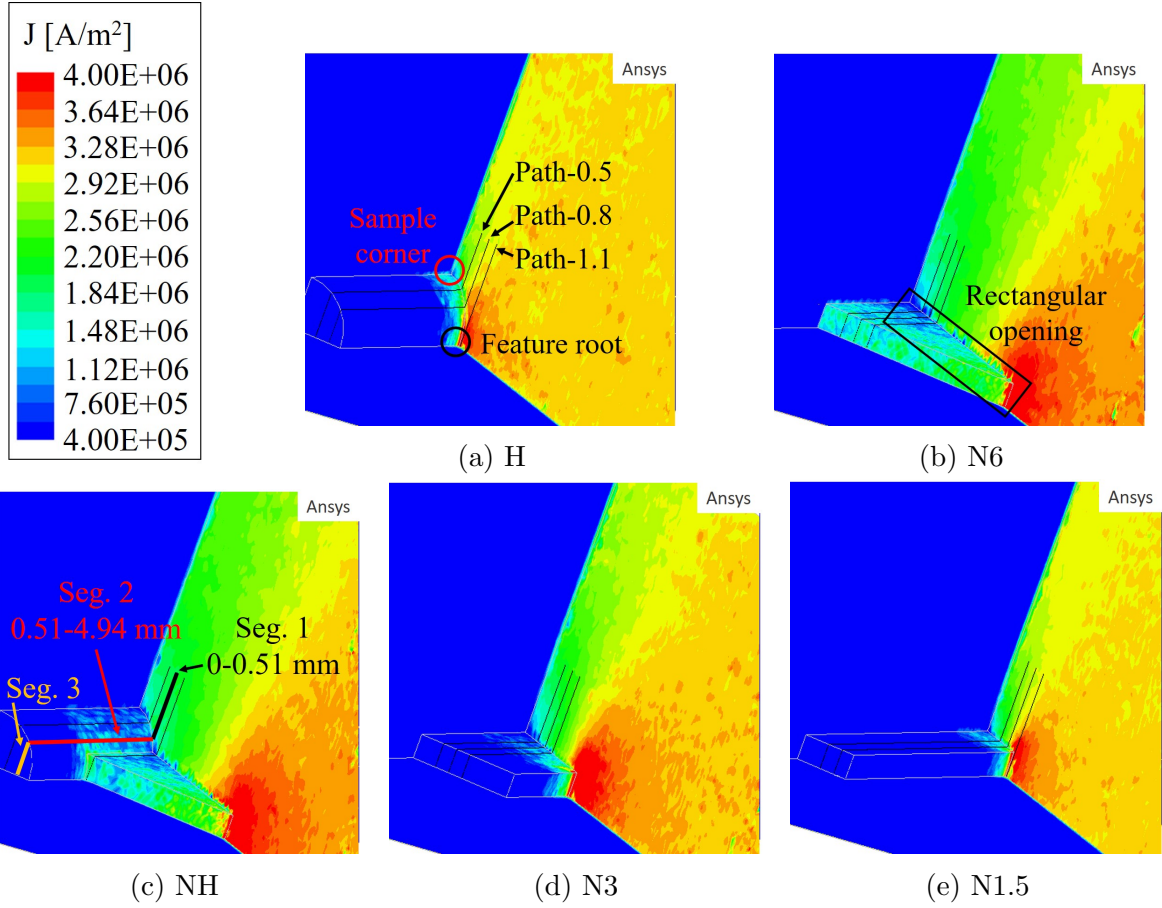 J [A/m²]
4.00E+06
3.64E+06
3.28E+06
2.92E+06
2.56E+06
2.20E+06
1.84E+06
1.48E+06
1.12E+06
7.60E+05
4.00E+05
Ansys
Path-0.5
Path-0.8
Path-1.1
Sample
corner
Feature root
(a) H
Ansys
Rectangular
opening
(b) N6
Ansys
Seg. 2
0.51-4.94 mm
Seg. 1
0-0.51 mm
Seg. 3
(c) NH
Ansys
(d) N3
Ansys
(e) N1.5